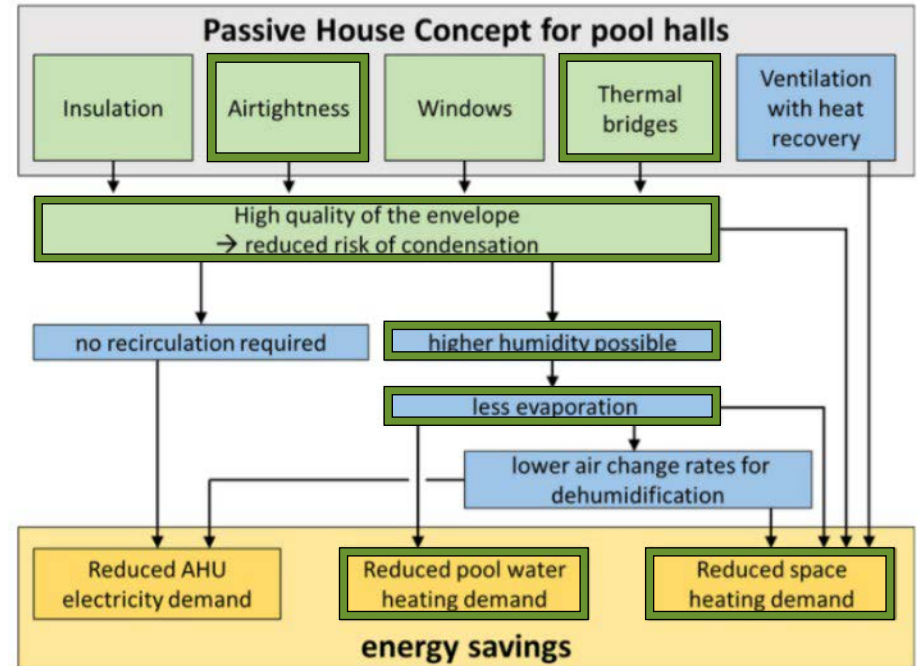 Passive House Concept for pool halls
Insulation
Airtightness
Windows
Thermal
bridges
Ventilation
with heat
recovery
High quality of the envelope
→ reduced risk of condensation
no recirculation required
higher humidity possible
less evaporation
lower air change rates for
dehumidification
Reduced AHU
electricity demand
Reduced pool water
heating demand
Reduced space
heating demand
energy savings